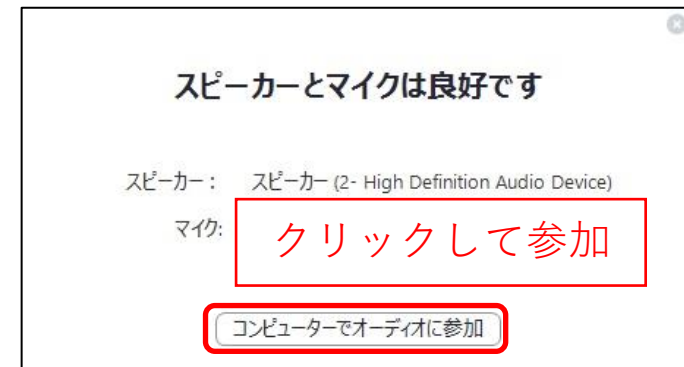 スピーカーとマイクは良好です
スピーカー： スピーカー (2- High Definition Audio Device)
マイク:
クリックして参加
コンピューターでオーディオに参加